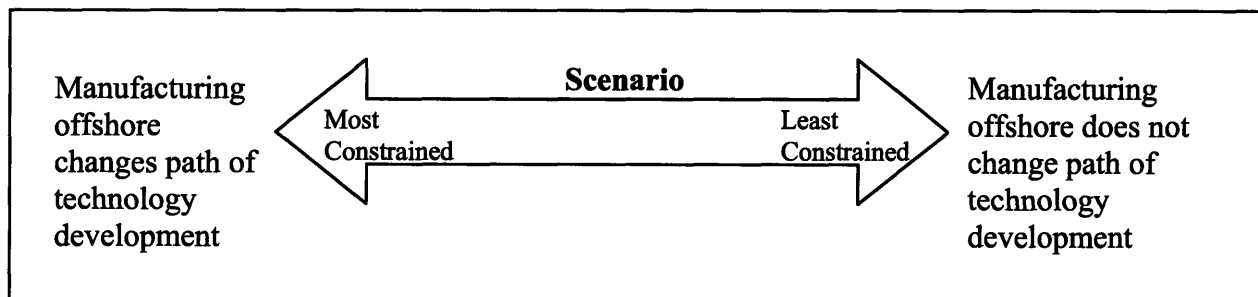 Manufacturing
offshore
changes path of
technology
development
Scenario
Most
Constrained
Least
Constrained
Manufacturing
offshore does not
change path of
technology
development